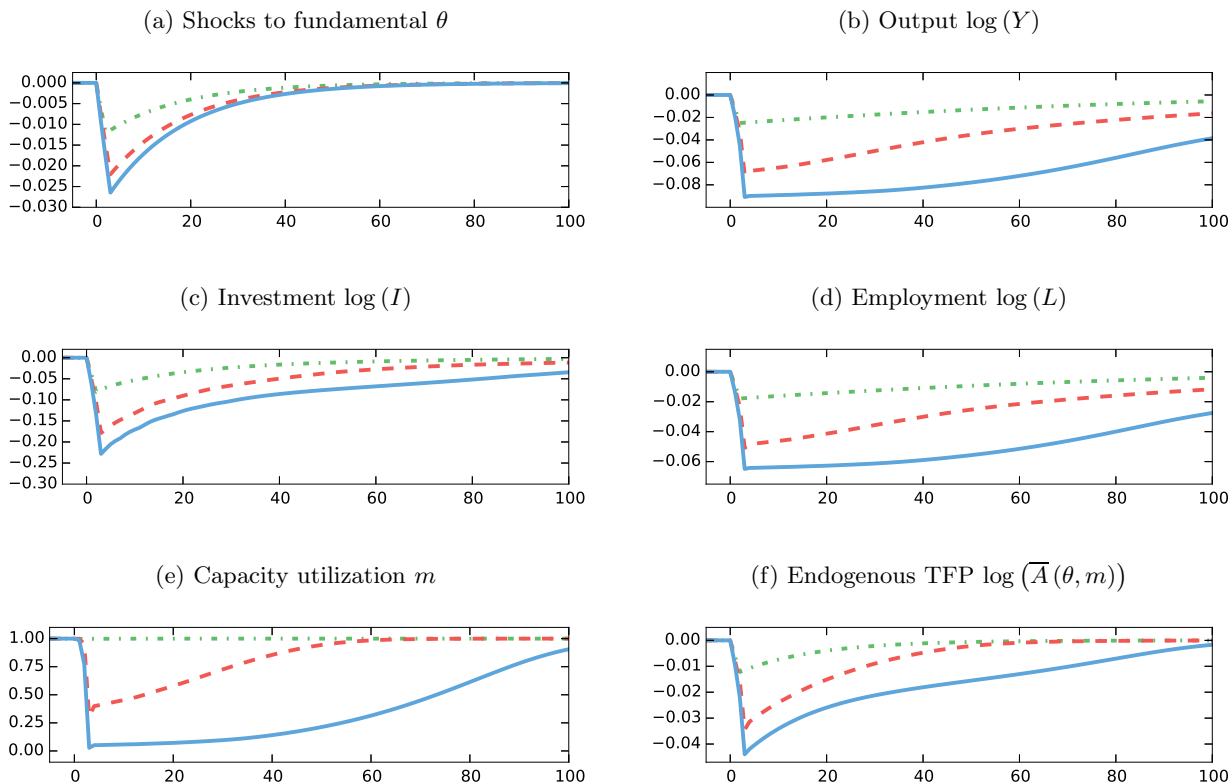 (a) Shocks to fundamental θ
0.000
−0.005
−0.010
−0.015
−0.020
−0.025
−0.030
0 20 40 60 80 100
(b) Output log (Y)
0.00
−0.02
−0.04
−0.06
−0.08
0 20 40 60 80 100
(c) Investment log (I)
0.00
−0.05
−0.10
−0.15
−0.20
−0.25
−0.30
0 20 40 60 80 100
(d) Employment log (L)
0.00
−0.02
−0.04
−0.06
0 20 40 60 80 100
(e) Capacity utilization m
1.00
0.75
0.50
0.25
0.00
0 20 40 60 80 100
(f) Endogenous TFP log (A̅ (θ, m))
0.00
−0.01
−0.02
−0.03
−0.04
0 20 40 60 80 100